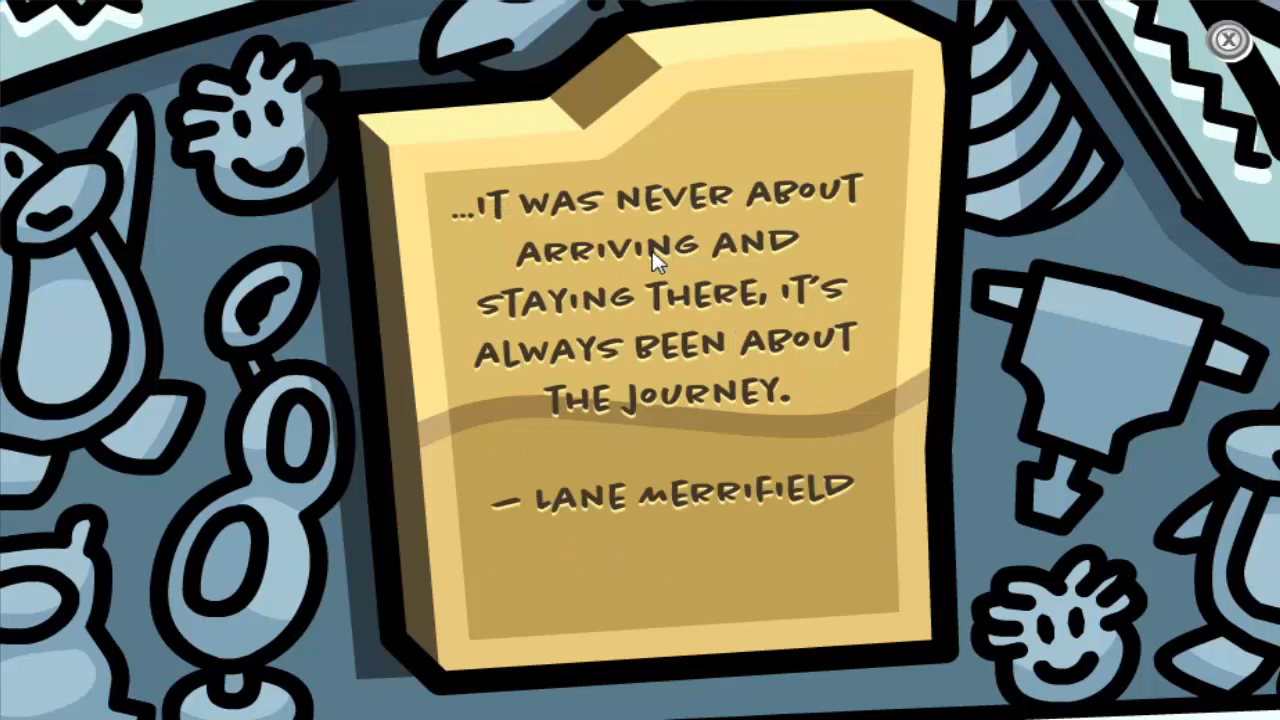 ...IT WAS NEVER ABOUT
ARRIVING AND
STAYING THERE, IT'S
ALWAYS BEEN ABOUT
THE JOURNEY.
– LANE MERRIFIELD